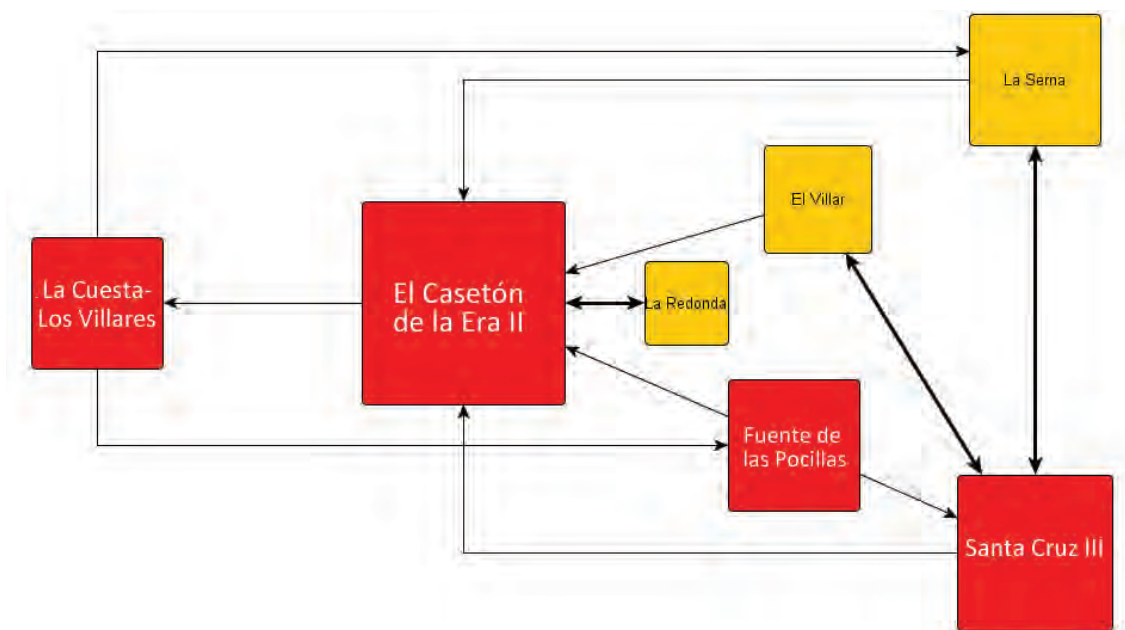 La Serna
El Villar
La Cuesta-
Los Villares
El Casetón
de la Era II
La Redonda
Fuente de
las Pocillas
Santa Cruz III